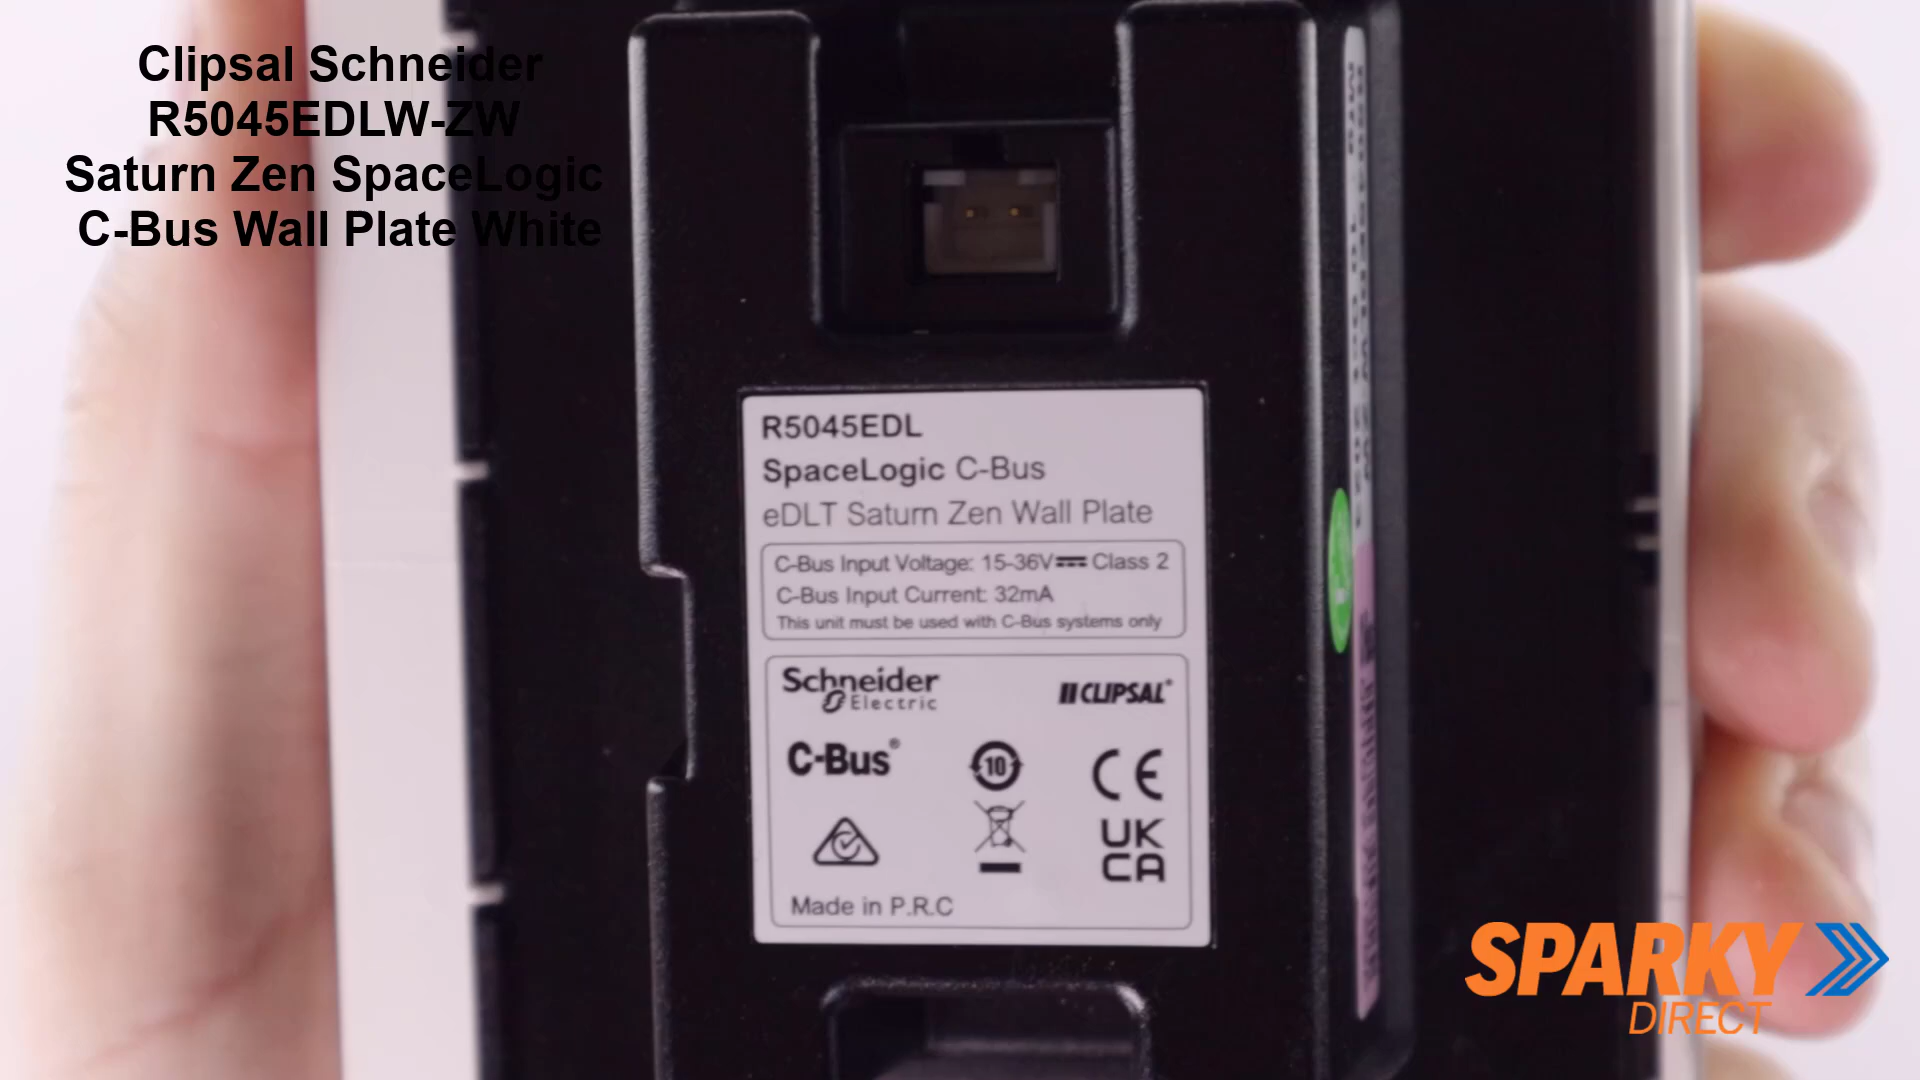 Clipsal Schneider
R5045EDLW-ZW
Saturn Zen SpaceLogic
C-Bus Wall Plate White
R5045EDL
SpaceLogic C-Bus
eDLT Saturn Zen Wall Plate
C-Bus Input Voltage: 15-36V⎓ Class 2
C-Bus Input Current: 32mA
This unit must be used with C-Bus systems only
Schneider
Electric
CLIPSAL®
C-Bus®
10
CE
UK
CA
Made in P.R.C
SPARKY
DIRECT